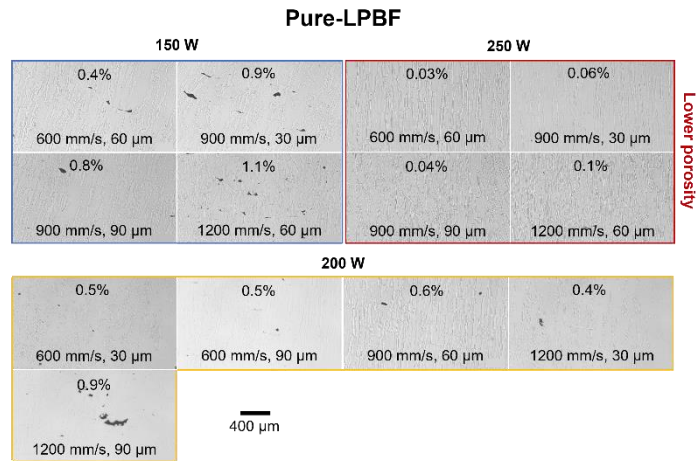 Pure-LPBF
150 W
250 W
0.4%
0.9%
0.03%
0.06%
600 mm/s, 60 µm
900 mm/s, 30 µm
600 mm/s, 60 µm
900 mm/s, 30 µm
0.8%
1.1%
0.04%
0.1%
900 mm/s, 90 µm
1200 mm/s, 60 µm
900 mm/s, 90 µm
1200 mm/s, 60 µm
Lower porosity
200 W
0.5%
0.5%
0.6%
0.4%
600 mm/s, 30 µm
600 mm/s, 90 µm
900 mm/s, 60 µm
1200 mm/s, 30 µm
0.9%
1200 mm/s, 90 µm
400 µm